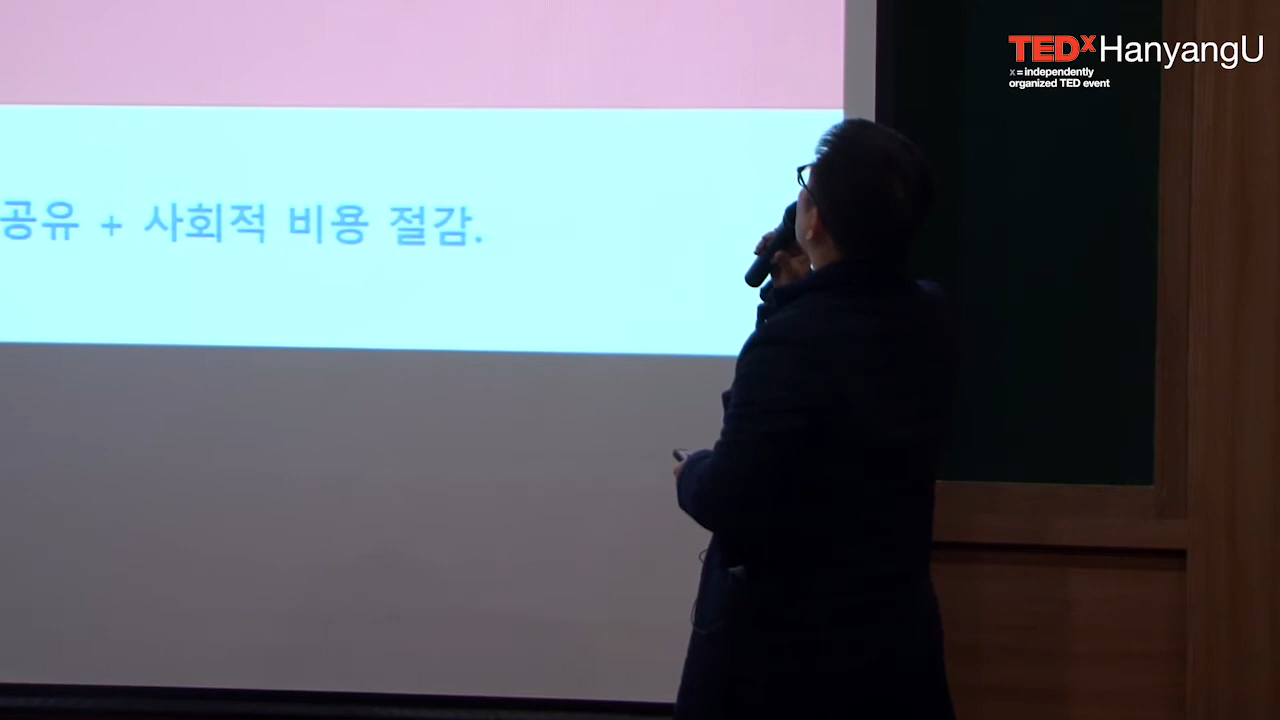 TEDxHanyangU
x = independently
organized TED event
공유 + 사회적 비용 절감.